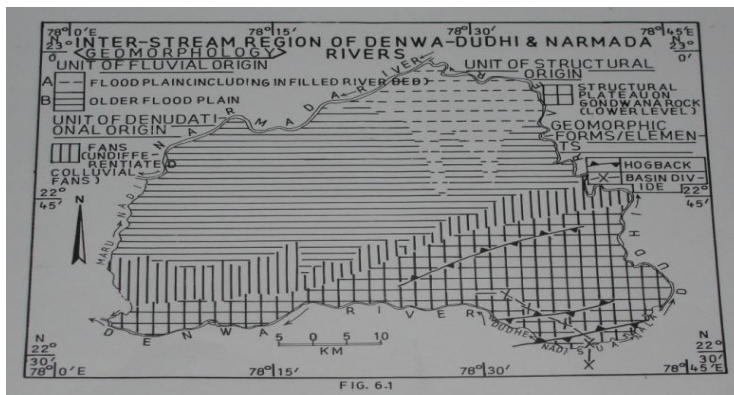 78°0'E 78°15' 78°30' 78°45'E
N 23° 0'
N 23° 0'
INTER-STREAM REGION OF DENWA-DUDHI & NARMADA RIVERS
<GEOMORPHOLOGY>
UNIT OF FLUVIAL ORIGIN
A FLOOD PLAIN (INCLUDING IN FILLED RIVER BED)
B OLDER FLOOD PLAIN
UNIT OF DENUDATI-
ONAL ORIGIN
FANS
(UNDIFFE-
RENTIATED
COLLUVIAL
FANS)
UNIT OF STRUCTURAL
ORIGIN
STRUCTURAL
PLATEAU ON
GONDWANA ROCK
(LOWER LEVEL)
GEOMORPHIC
FORMS/ELEMEN-
TS
HOGBACK
BASIN DIV-
IDE
NARMADA RIVER
22° 45'
22° 45'
N
MARU NADI
DUDHI
DENWA RIVER
DUDHE NADI
5 0 5 10
KM
N 22° 30'
N 22° 30'
78°0'E 78°15' 78°30' 78°45'E
FIG. 6.1